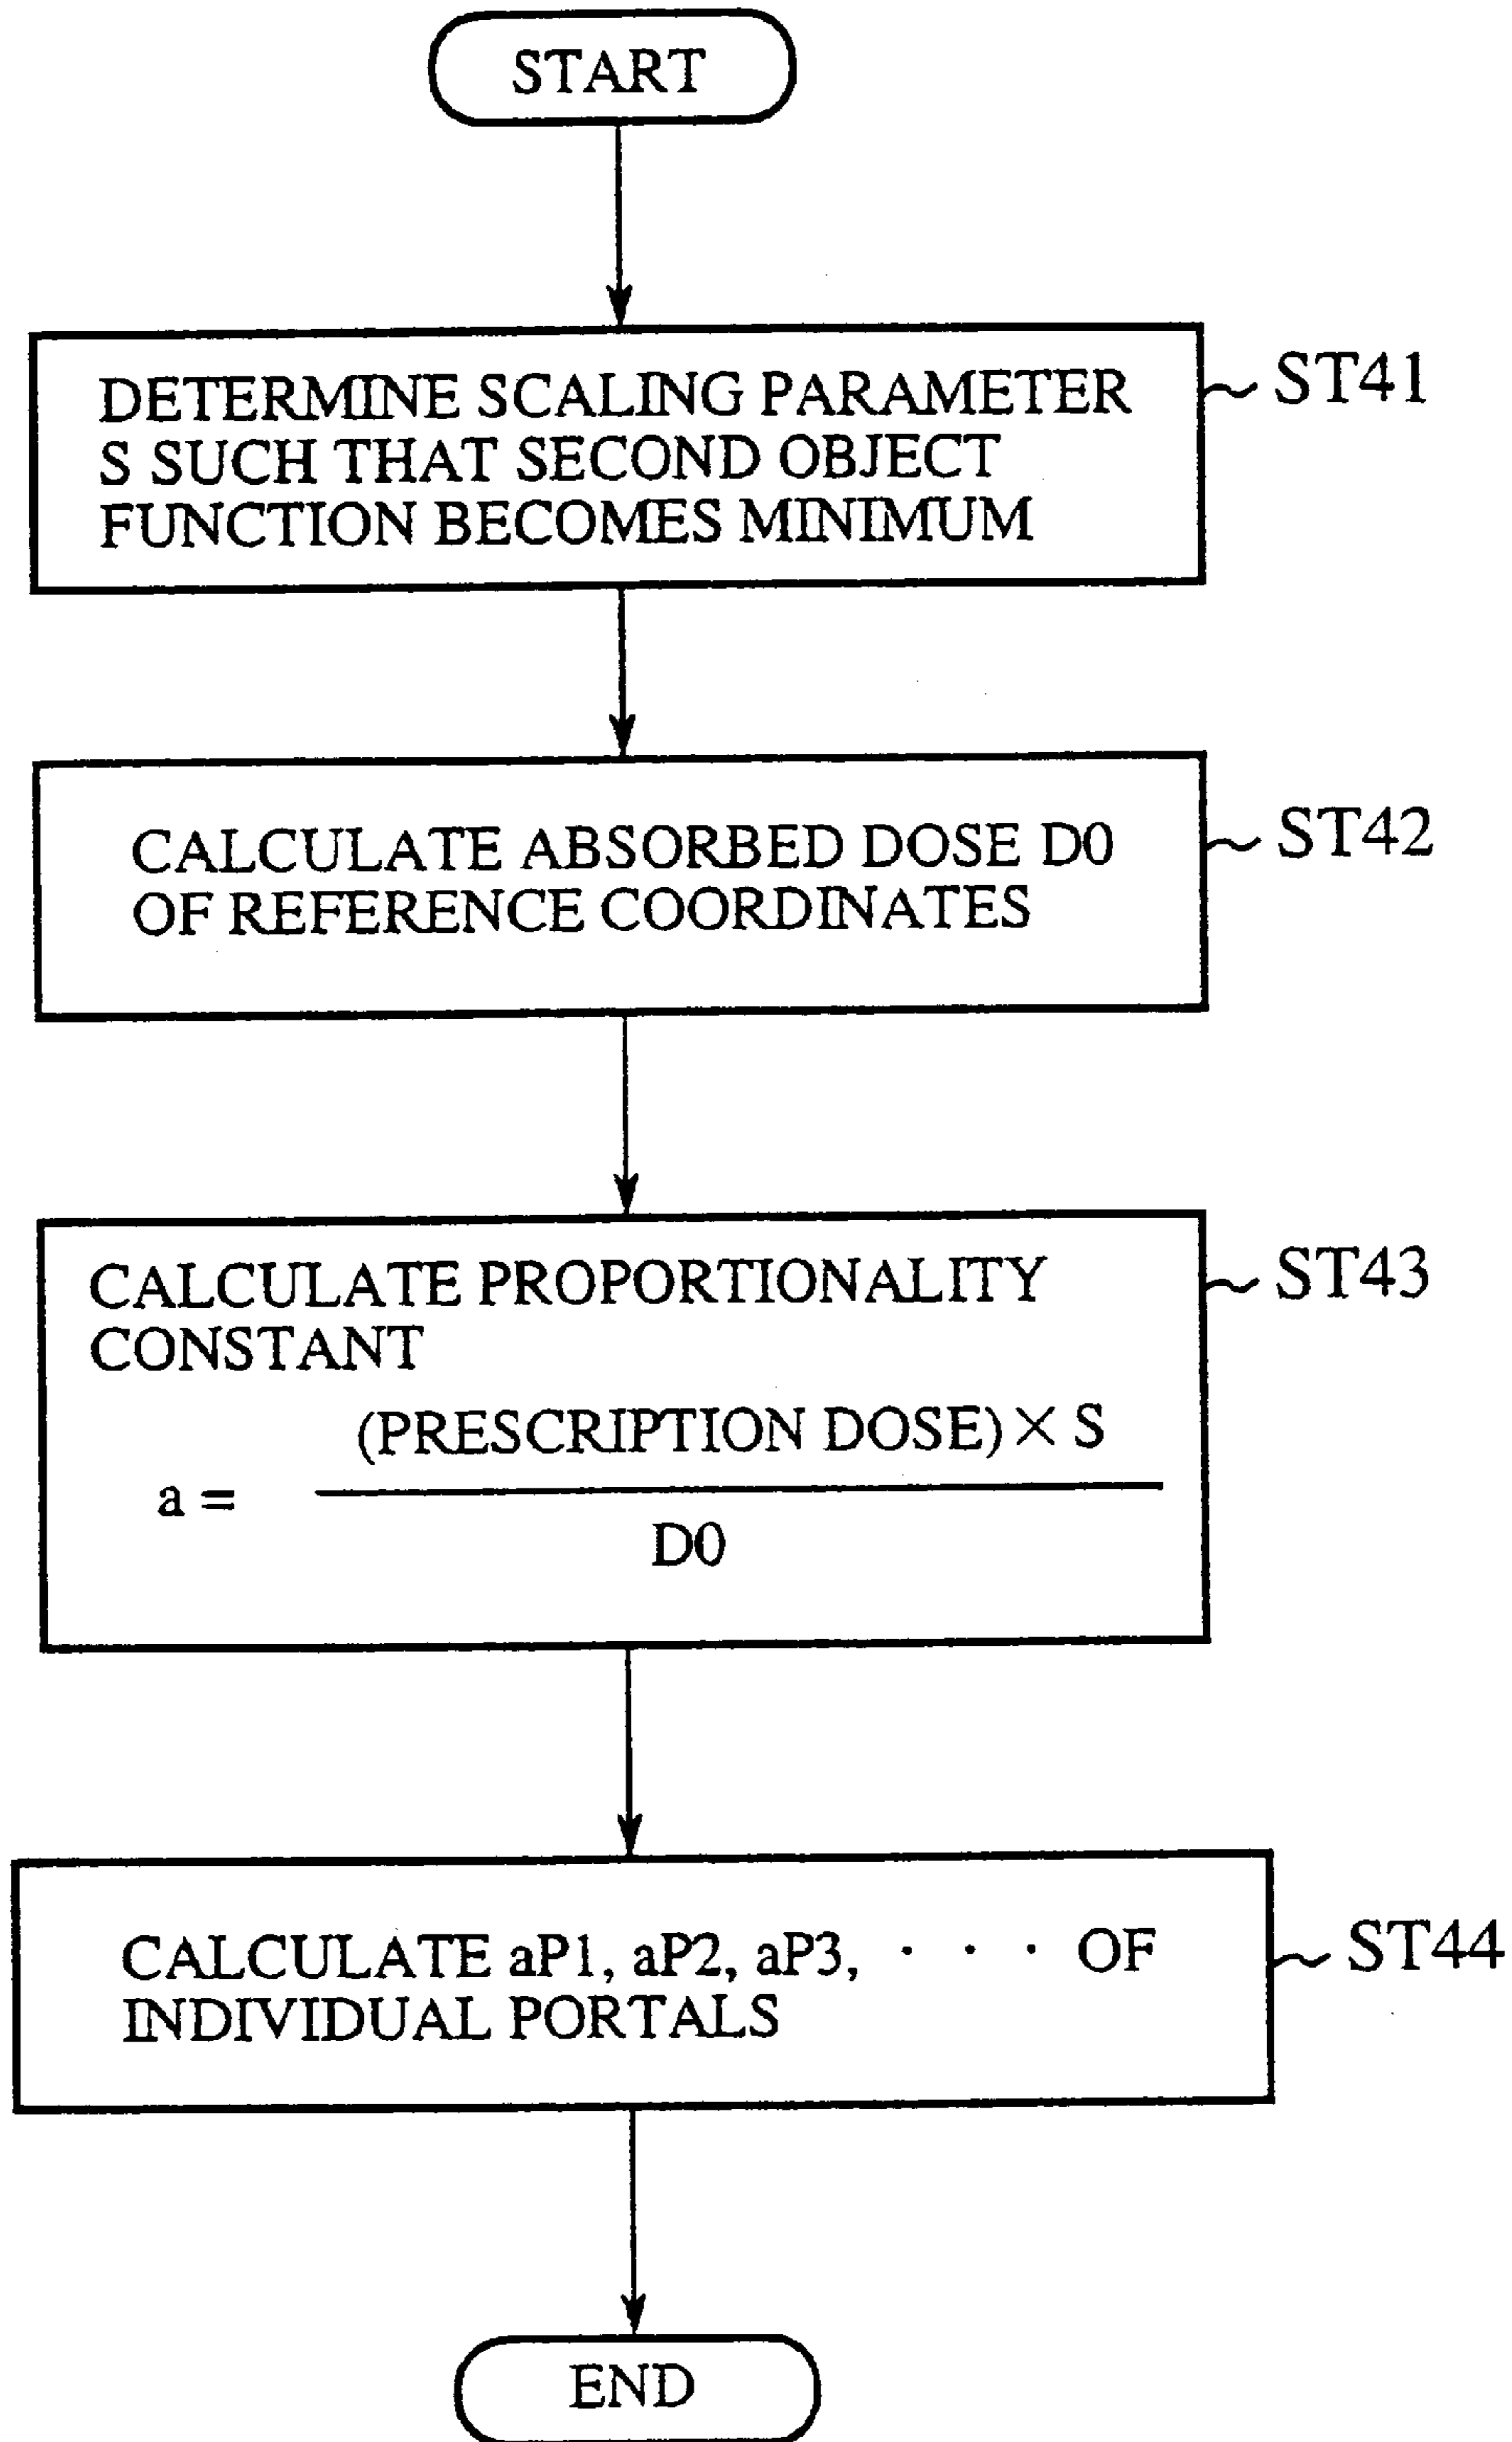 START
DETERMINE SCALING PARAMETER
S SUCH THAT SECOND OBJECT
FUNCTION BECOMES MINIMUM
ST41
CALCULATE ABSORBED DOSE D0
OF REFERENCE COORDINATES
ST42
CALCULATE PROPORTIONALITY
CONSTANT
(PRESCRIPTION DOSE) × S
a =
D0
ST43
CALCULATE aP1, aP2, aP3, · · · OF
INDIVIDUAL PORTALS
ST44
END